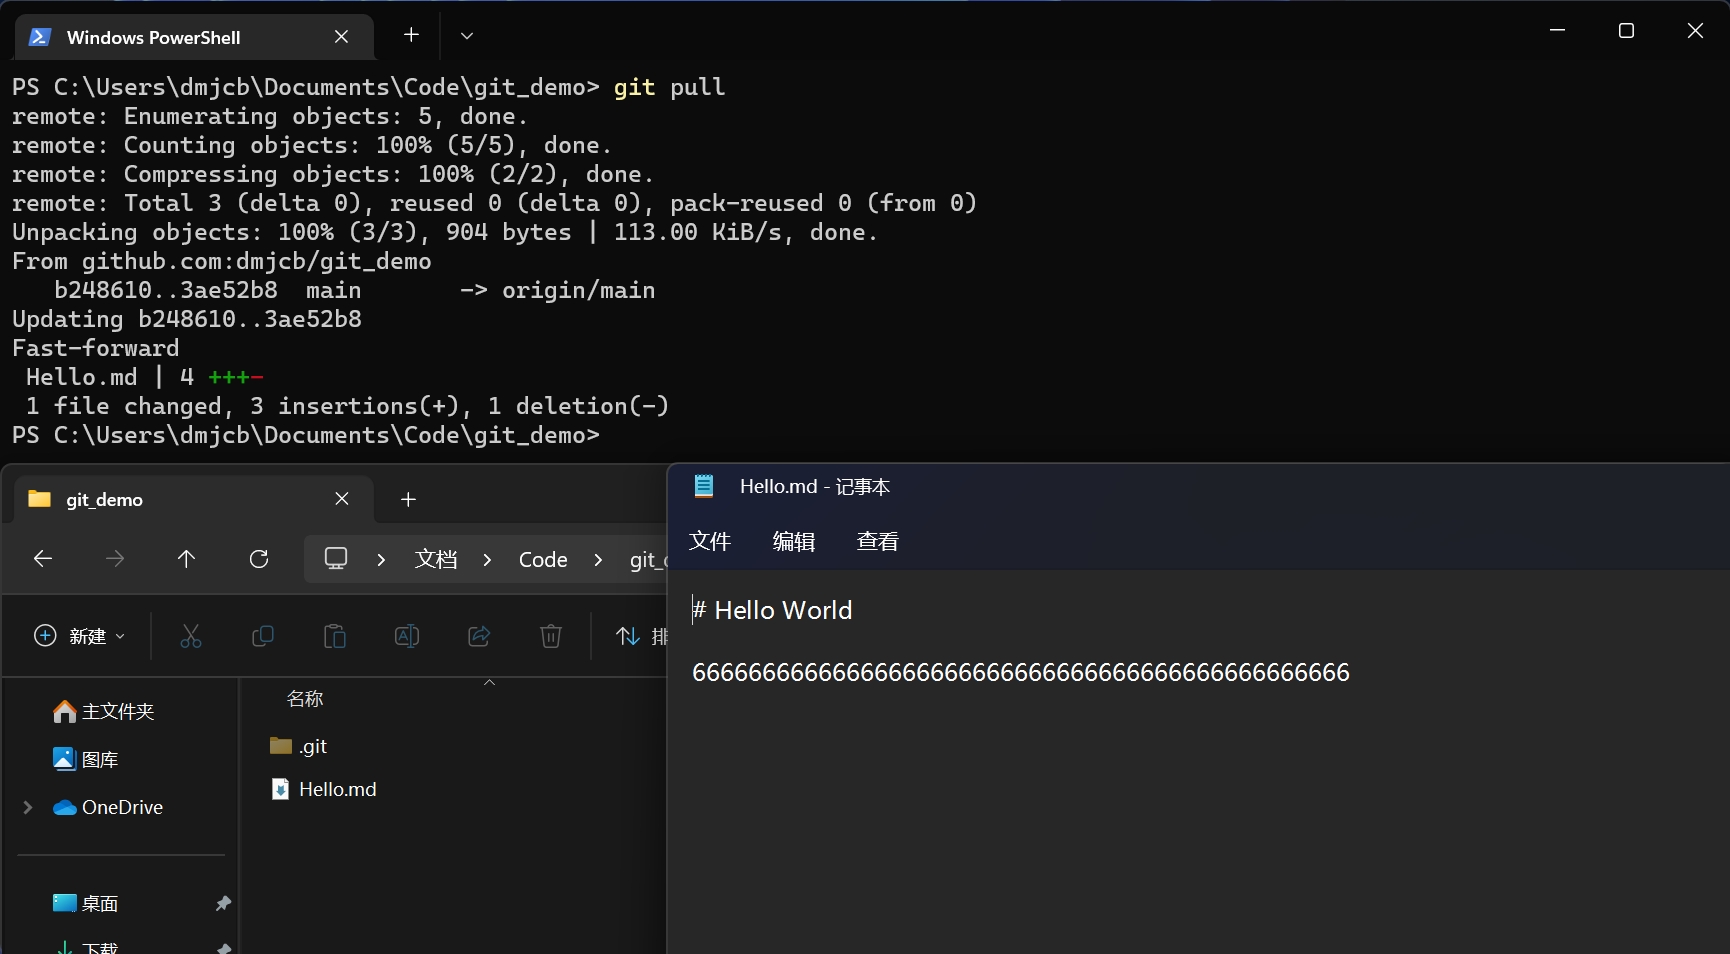 Windows PowerShell
PS C:\Users\dmjcb\Documents\Code\git_demo> git pull
remote: Enumerating objects: 5, done.
remote: Counting objects: 100% (5/5), done.
remote: Compressing objects: 100% (2/2), done.
remote: Total 3 (delta 0), reused 0 (delta 0), pack-reused 0 (from 0)
Unpacking objects: 100% (3/3), 904 bytes | 113.00 KiB/s, done.
From github.com:dmjcb/git_demo
   b248610..3ae52b8  main       -> origin/main
Updating b248610..3ae52b8
Fast-forward
 Hello.md | 4 +++-
 1 file changed, 3 insertions(+), 1 deletion(-)
PS C:\Users\dmjcb\Documents\Code\git_demo>
git_demo
文档 > Code >
新建
名称
主文件夹
.git
图库
Hello.md
OneDrive
桌面
下载
Hello.md - 记事本
文件 编辑 查看
# Hello World
66666666666666666666666666666666666666666666666